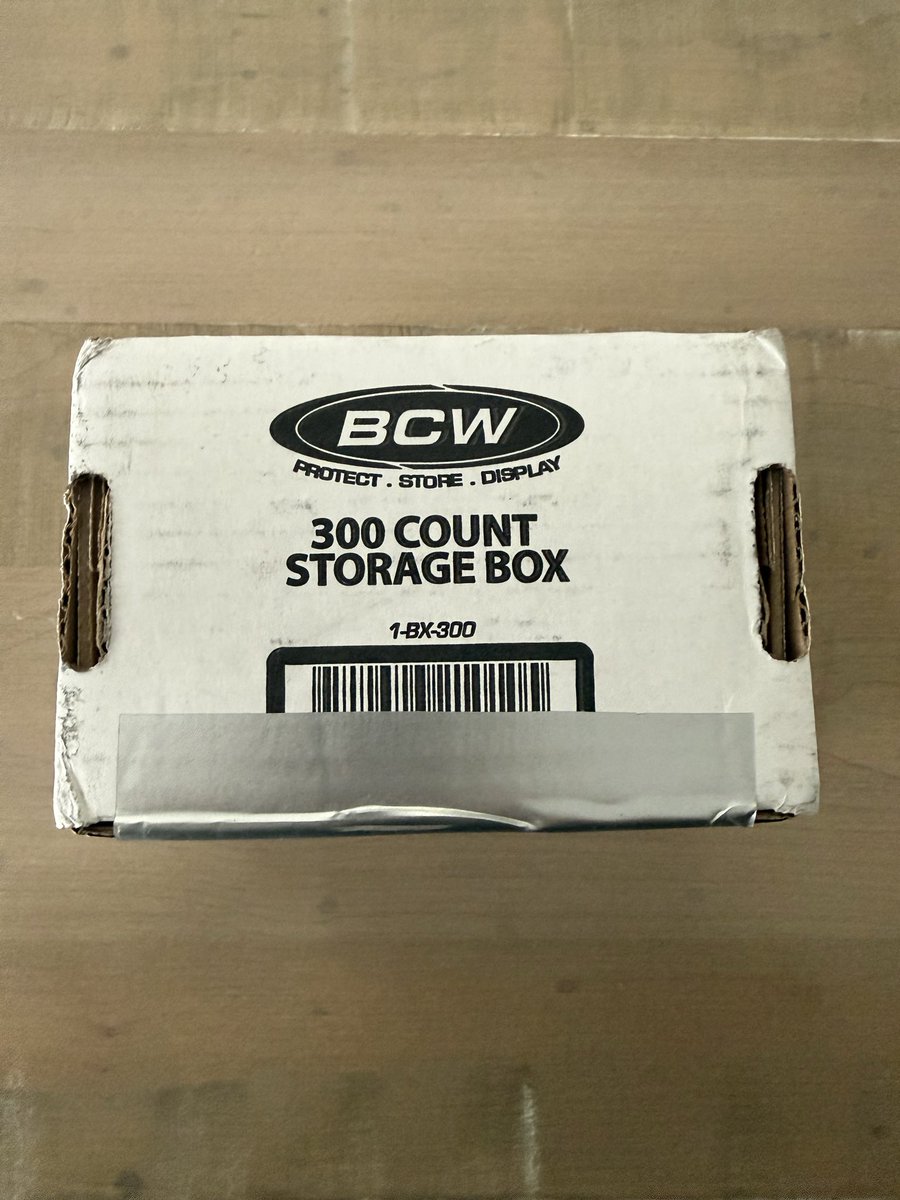 BCW
PROTECT . STORE . DISPLAY
300 COUNT
STORAGE BOX
1-BX-300